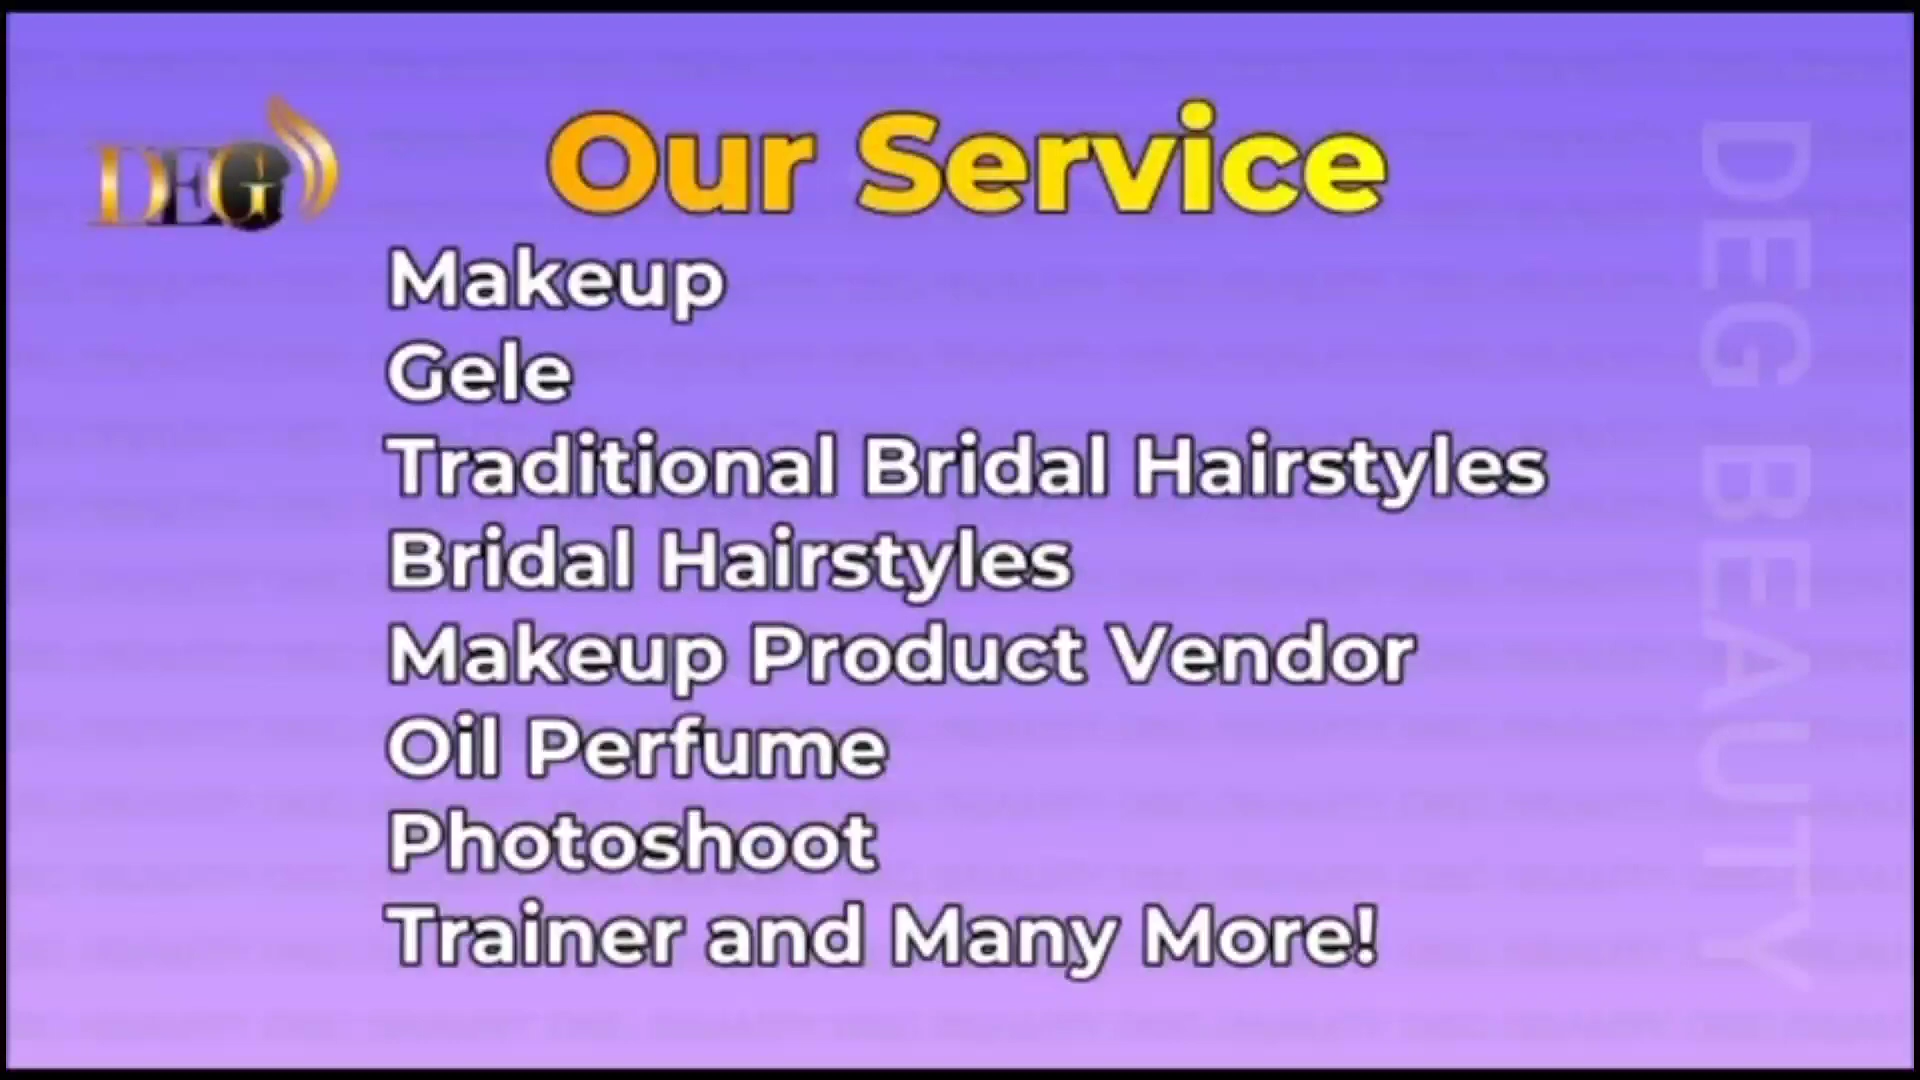 DEG
Our Service
Makeup
Gele
Traditional Bridal Hairstyles
Bridal Hairstyles
Makeup Product Vendor
Oil Perfume
Photoshoot
Trainer and Many More!
DEG BEAUTY